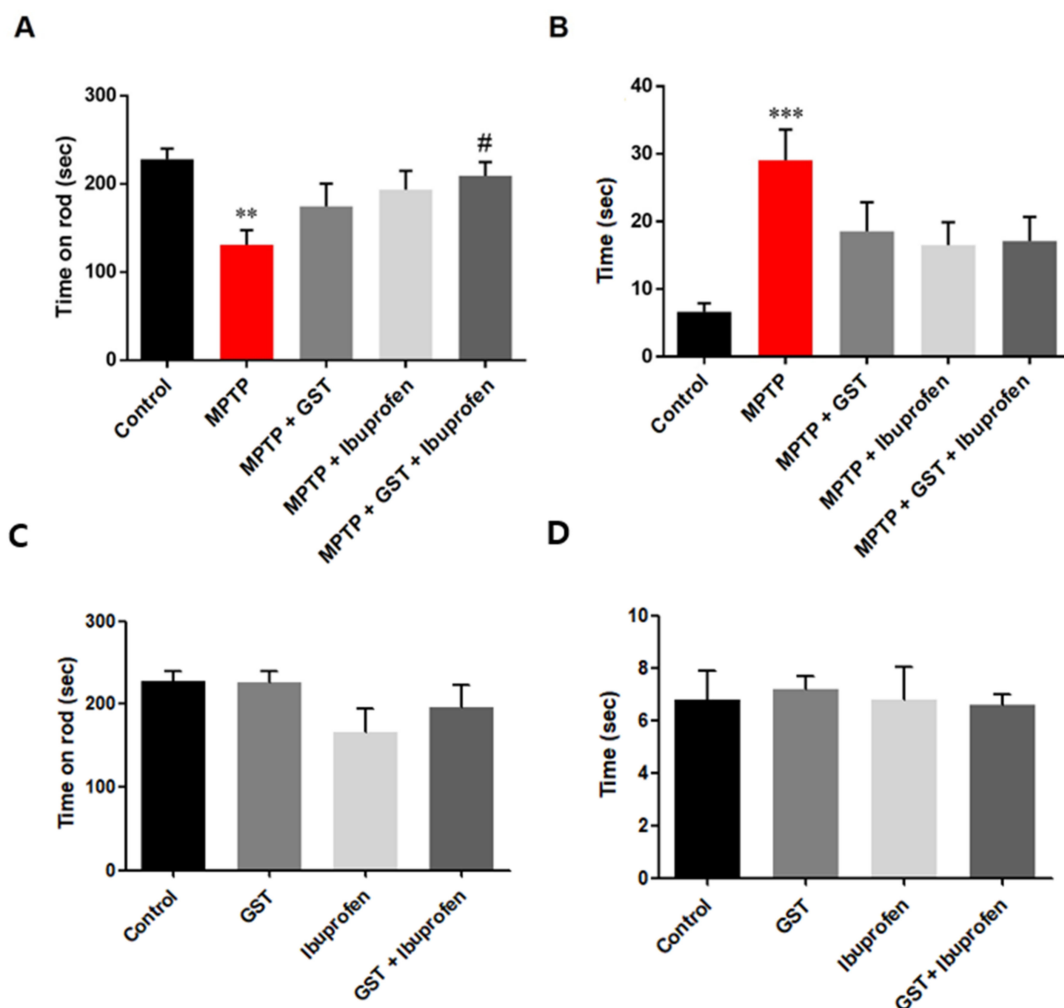 A
Time on rod (sec)
300
200
100
0
**
#
Control
MPTP
MPTP + GST
MPTP + Ibuprofen
MPTP + GST + Ibuprofen
B
Time (sec)
40
30
20
10
0
***
Control
MPTP
MPTP + GST
MPTP + Ibuprofen
MPTP + GST + Ibuprofen
C
Time on rod (sec)
300
200
100
0
Control
GST
Ibuprofen
GST + Ibuprofen
D
Time (sec)
10
8
6
4
2
0
Control
GST
Ibuprofen
GST+ Ibuprofen